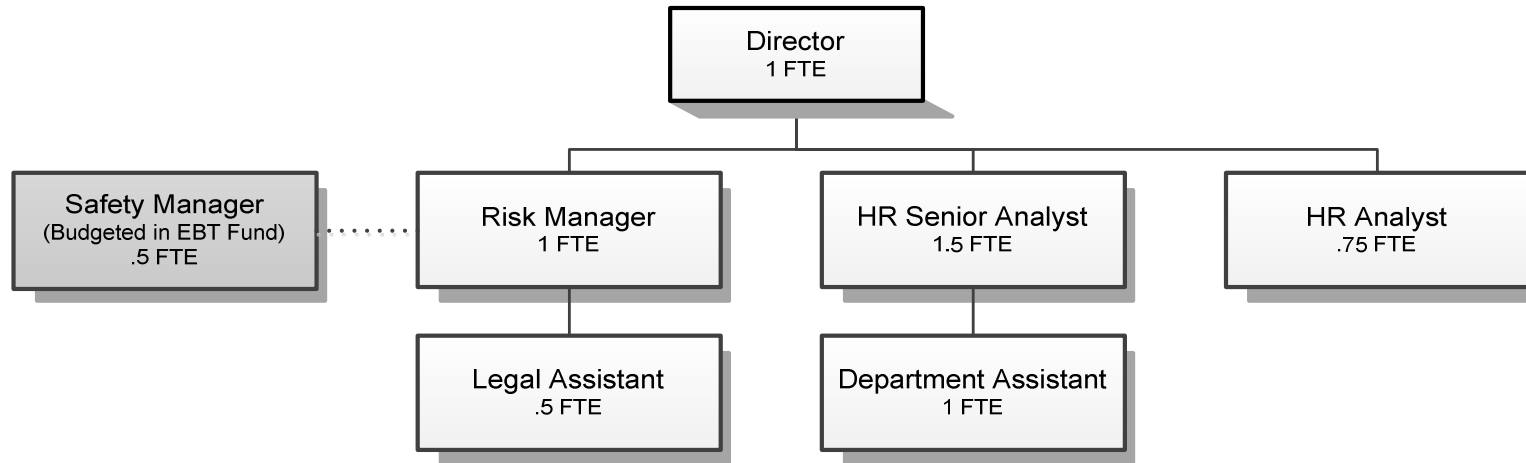 Director
1 FTE
Safety Manager
(Budgeted in EBT Fund)
.5 FTE
Risk Manager
1 FTE
HR Senior Analyst
1.5 FTE
HR Analyst
.75 FTE
Legal Assistant
.5 FTE
Department Assistant
1 FTE